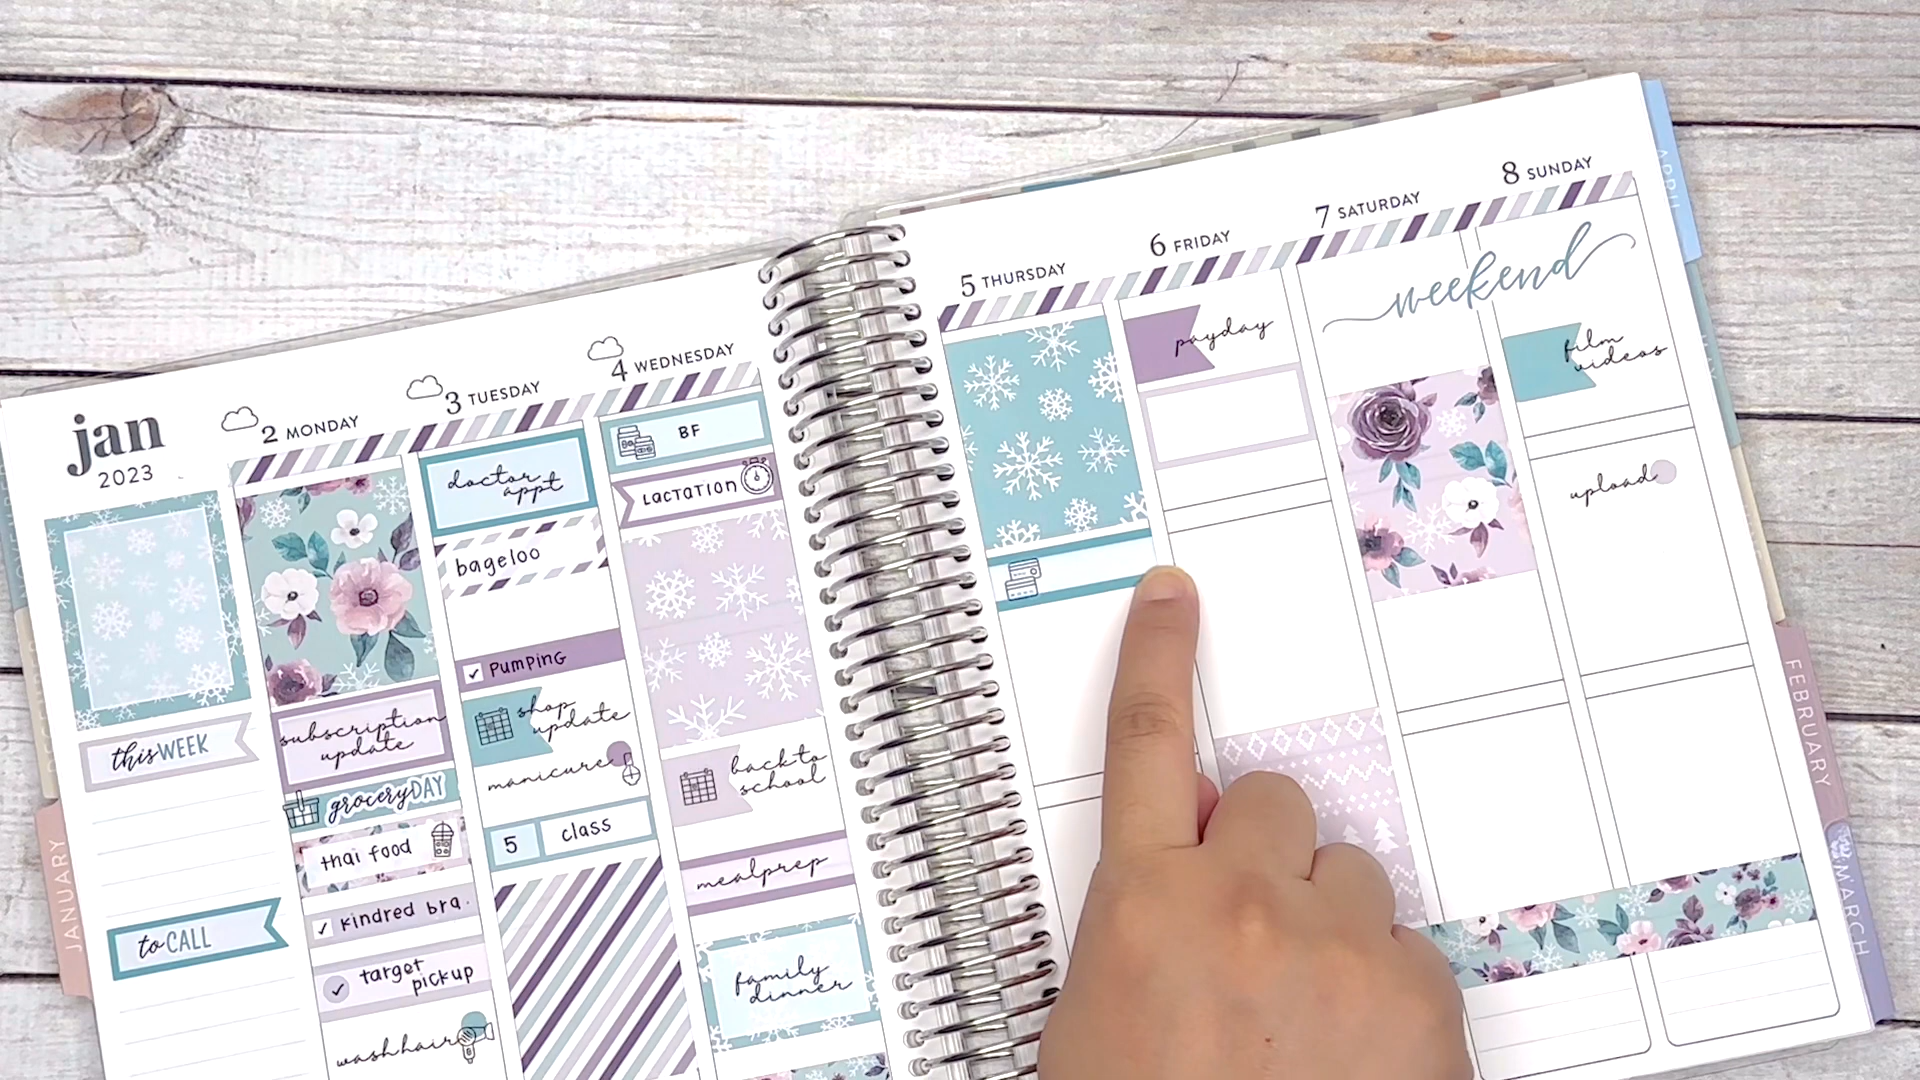 jan
2023
2 MONDAY
3 TUESDAY
4 WEDNESDAY
5 THURSDAY
6 FRIDAY
7 SATURDAY
8 SUNDAY
this WEEK
to CALL
subscription
update
grocery DAY
thai food
kindred bra
target
pickup
wash hair
doctor
appt
bageloo
PUMPING
shop
update
manicure
5 class
BF
LACTATION
back to
school
mealprep
family
dinner
payday
weekend
film
videos
upload
JANUARY
APRIL
FEBRUARY
MARCH